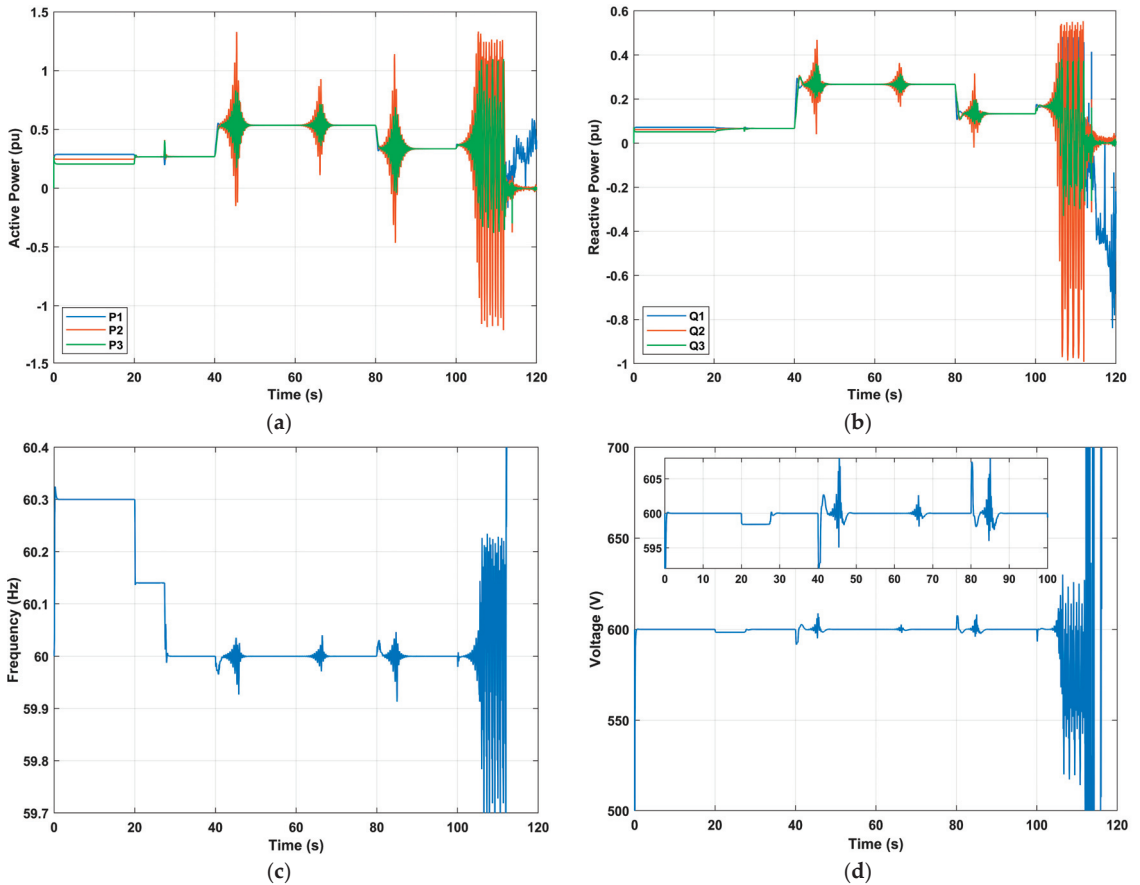 1.5
1
0.5
0
-0.5
-1
-1.5
Active Power (pu)
P1
P2
P3
0 20 40 60 80 100 120
Time (s)
(a)
0.6
0.4
0.2
0
-0.2
-0.4
-0.6
-0.8
-1
Reactive Power (pu)
Q1
Q2
Q3
0 20 40 60 80 100 120
Time (s)
(b)
60.4
60.3
60.2
60.1
60
59.9
59.8
59.7
Frequency (Hz)
0 20 40 60 80 100 120
Time (s)
(c)
700
650
600
550
500
Voltage (V)
605
600
595
0 10 20 30 40 50 60 70 80 90 100
0 20 40 60 80 100 120
Time (s)
(d)